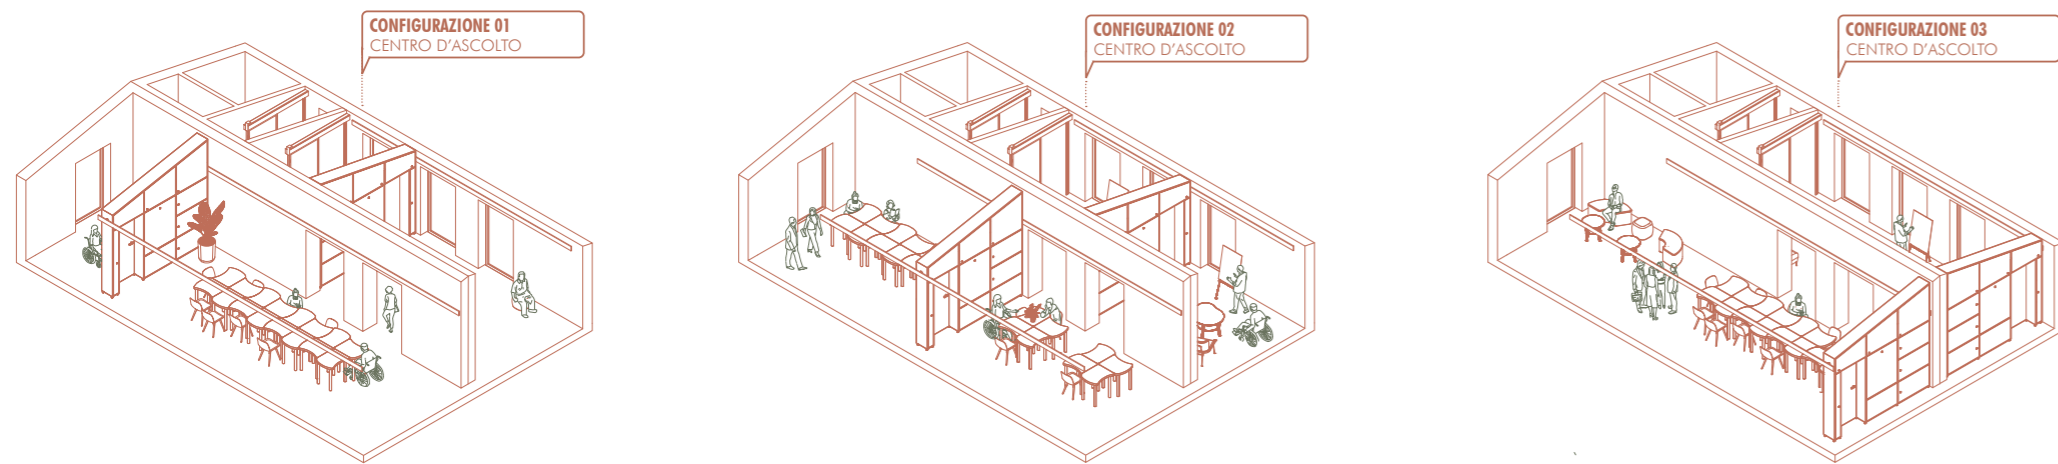 CONFIGURAZIONE 01
CENTRO D'ASCOLTO
CONFIGURAZIONE 02
CENTRO D'ASCOLTO
CONFIGURAZIONE 03
CENTRO D'ASCOLTO